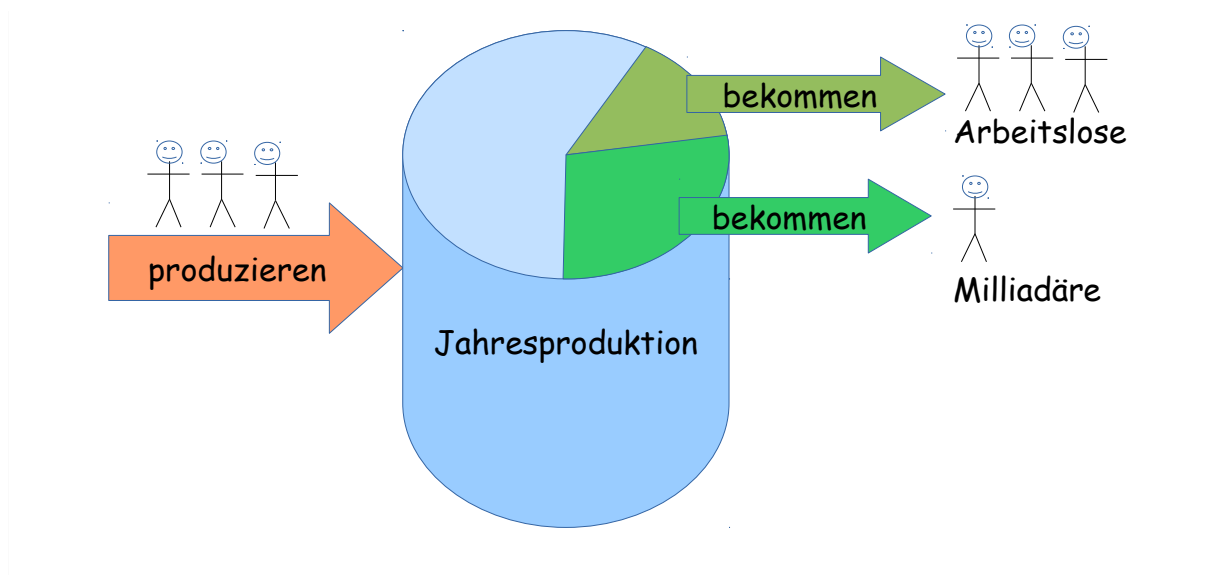 bekommen
Arbeitslose
bekommen
produzieren
Milliadäre
Jahresproduktion